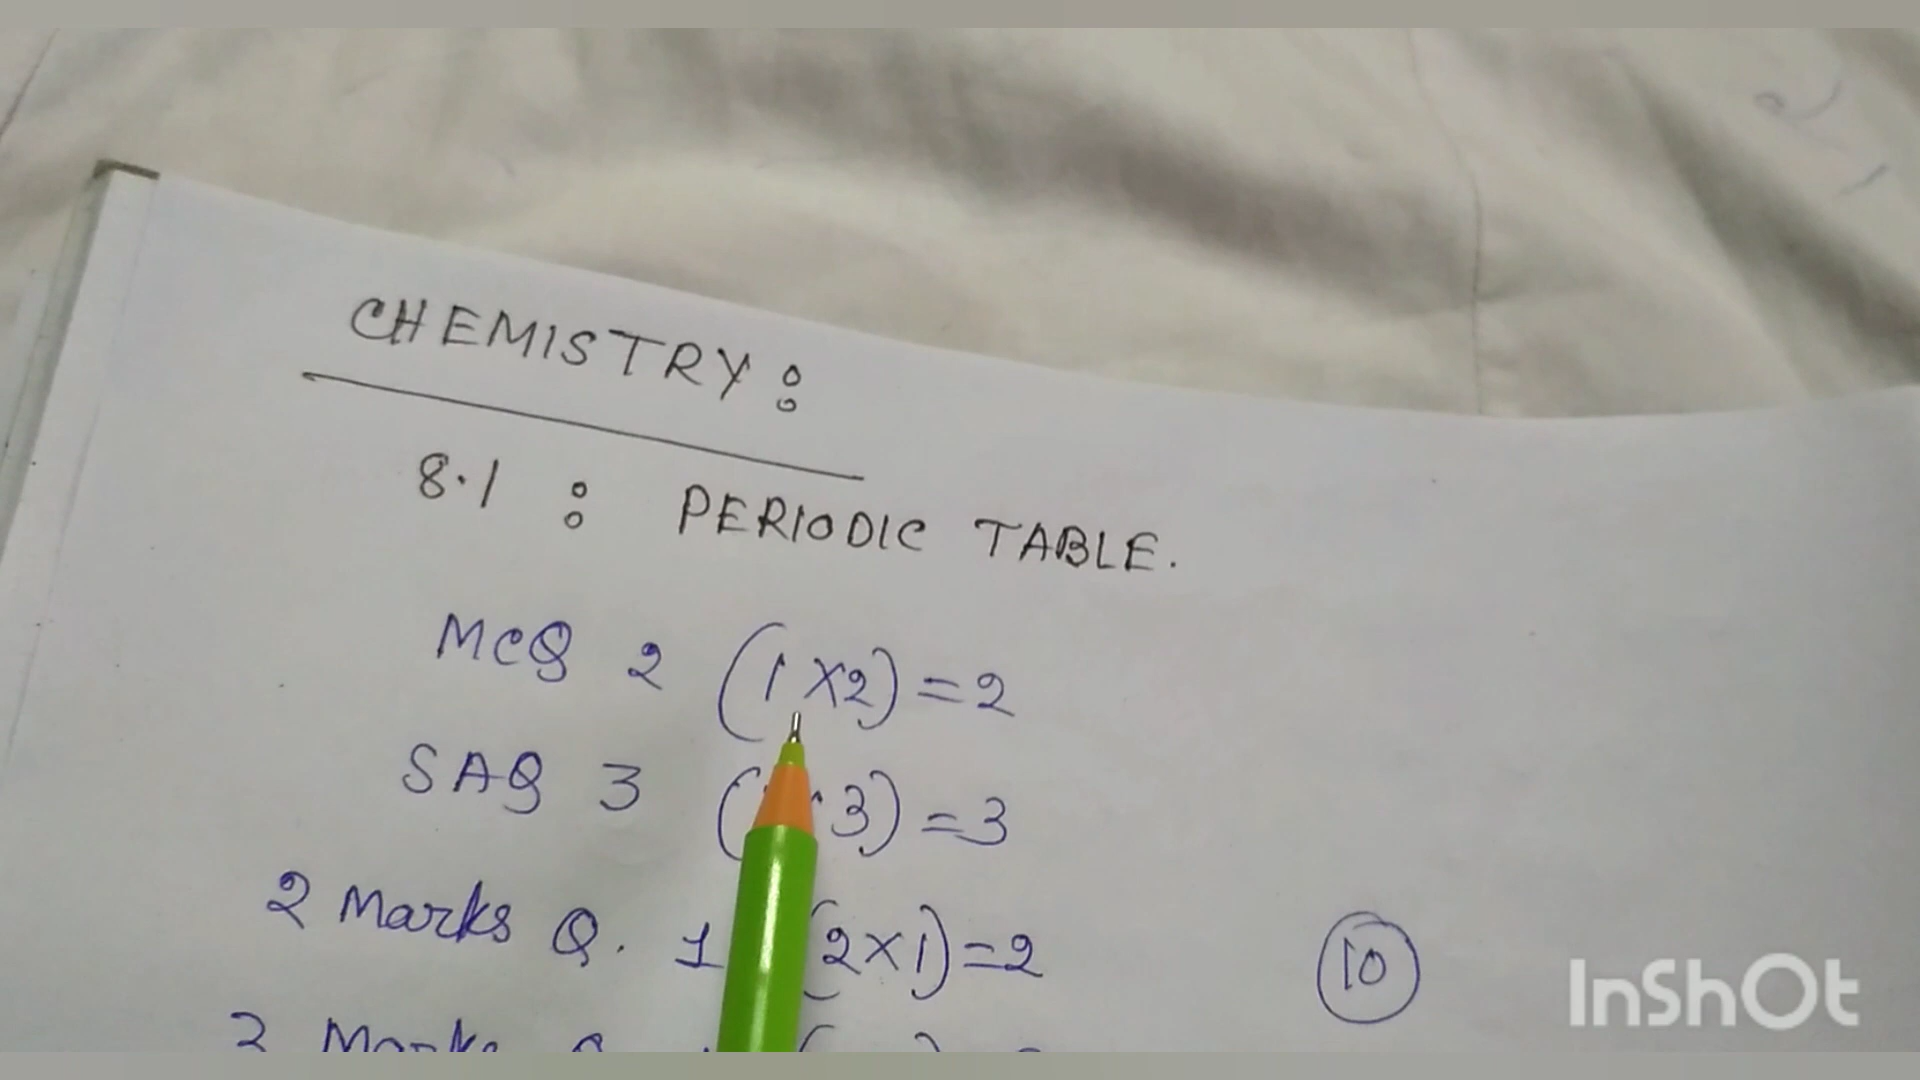 CHEMISTRY:
8.1 : PERIODIC TABLE.
MCQ 2 (1×2)=2
SAQ 3 ( 3)=3
2 Marks Q. 1 (2×1)=2
10
Marks
InShOt